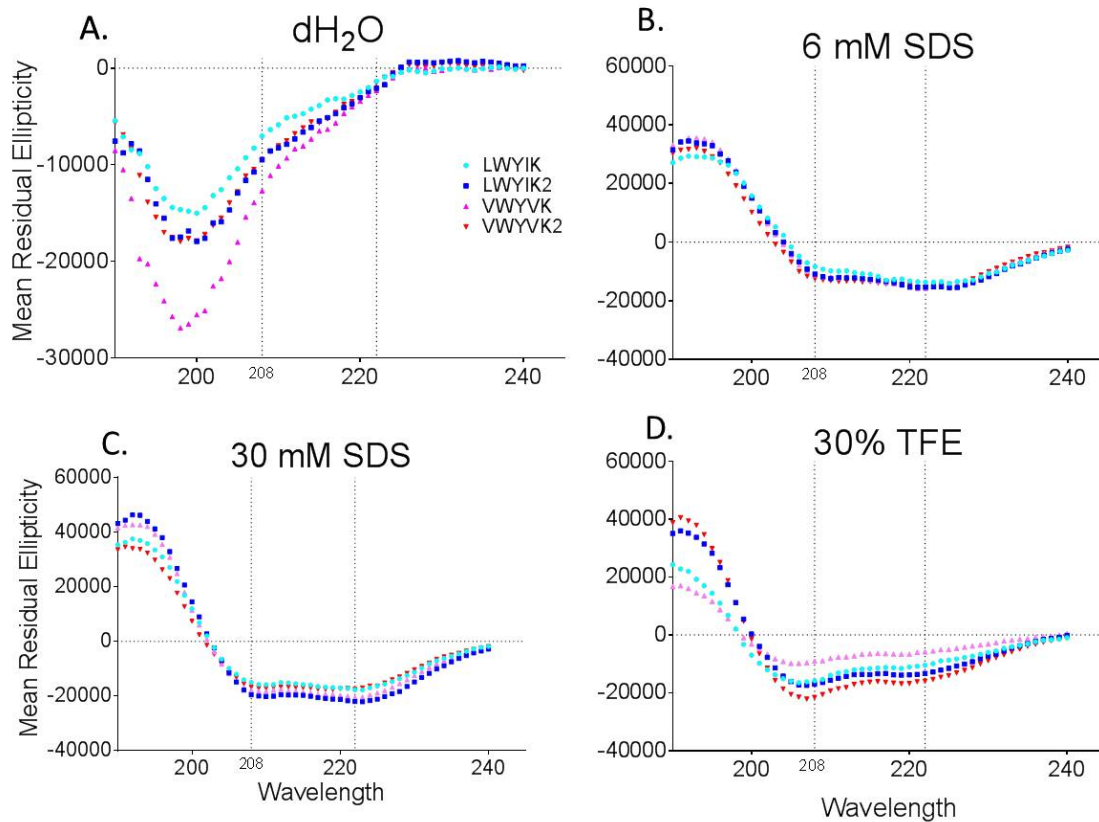 A.
dH₂O
Mean Residual Ellipticity
0
-10000
-20000
-30000
200
208
220
240
LWYIK
LWYIK2
VWYVK
VWYVK2
B.
6 mM SDS
60000
40000
20000
0
-20000
-40000
200
208
220
240
C.
30 mM SDS
Mean Residual Ellipticity
60000
40000
20000
0
-20000
-40000
200
208
220
240
Wavelength
D.
30% TFE
60000
40000
20000
0
-20000
-40000
200
208
220
240
Wavelength